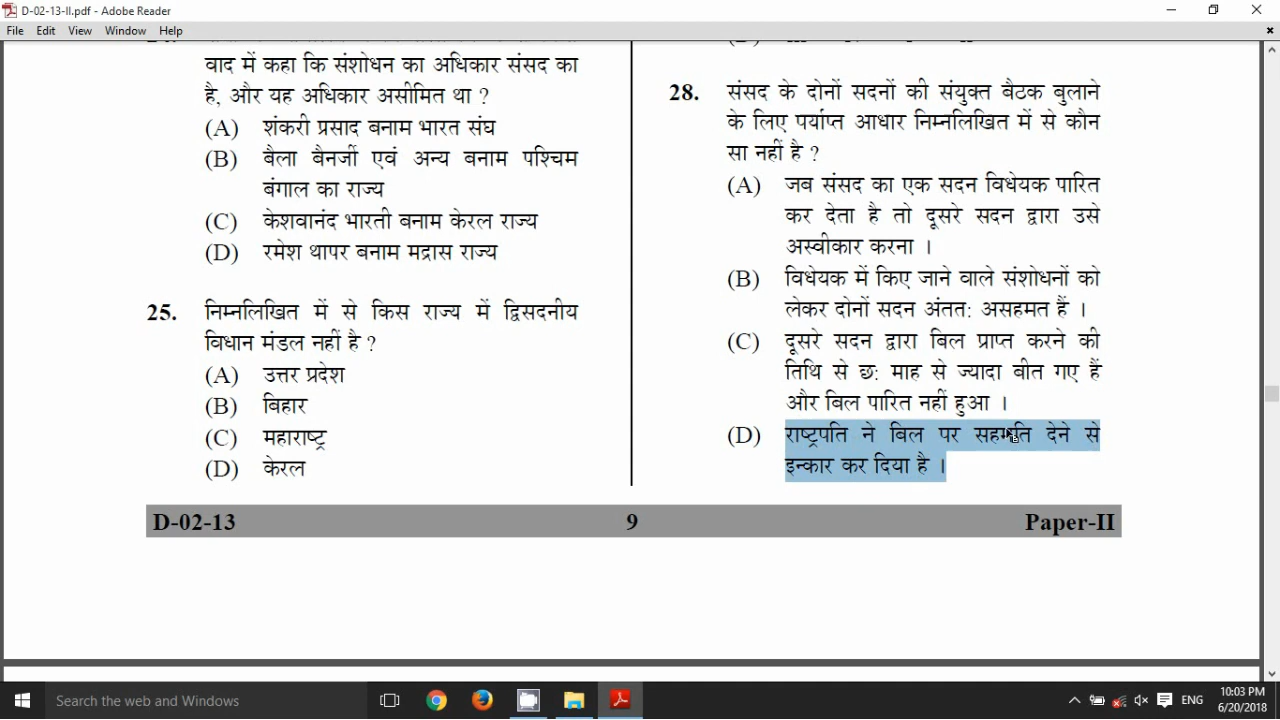 D-02-13-II.pdf - Adobe Reader
File Edit View Window Help
वाद में कहा कि संशोधन का अधिकार संसद का
है, और यह अधिकार असीमित था ?
(A) शंकरी प्रसाद बनाम भारत संघ
(B) बैला बैनर्जी एवं अन्य बनाम पश्चिम
बंगाल का राज्य
(C) केशवानंद भारती बनाम केरल राज्य
(D) रमेश थापर बनाम मद्रास राज्य
25. निम्नलिखित में से किस राज्य में द्विसदनीय
विधान मंडल नहीं है ?
(A) उत्तर प्रदेश
(B) बिहार
(C) महाराष्ट्र
(D) केरल
28. संसद के दोनों सदनों की संयुक्त बैठक बुलाने
के लिए पर्याप्त आधार निम्नलिखित में से कौन
सा नहीं है ?
(A) जब संसद का एक सदन विधेयक पारित
कर देता है तो दूसरे सदन द्वारा उसे
अस्वीकार करना ।
(B) विधेयक में किए जाने वाले संशोधनों को
लेकर दोनों सदन अंतत: असहमत हैं ।
(C) दूसरे सदन द्वारा बिल प्राप्त करने की
तिथि से छ: माह से ज्यादा बीत गए हैं
और बिल पारित नहीं हुआ ।
(D) राष्ट्रपति ने बिल पर सहमति देने से
इन्कार कर दिया है ।
D-02-13 9 Paper-II
Search the web and Windows
ENG
10:03 PM
6/20/2018